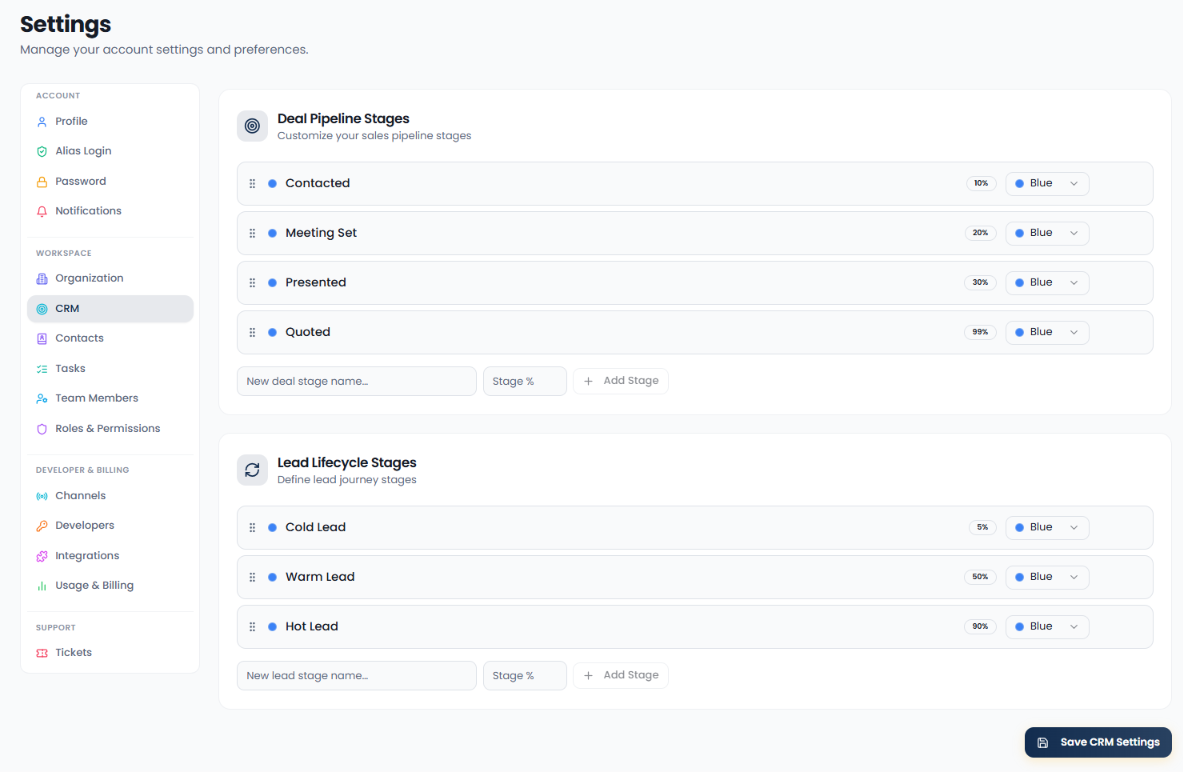 Settings
Manage your account settings and preferences.
ACCOUNT
Profile
Alias Login
Password
Notifications
WORKSPACE
Organization
CRM
Contacts
Tasks
Team Members
Roles & Permissions
DEVELOPER & BILLING
Channels
Developers
Integrations
Usage & Billing
SUPPORT
Tickets
Deal Pipeline Stages
Customize your sales pipeline stages
Contacted 10% Blue
Meeting Set 20% Blue
Presented 30% Blue
Quoted 99% Blue
New deal stage name... Stage % + Add Stage
Lead Lifecycle Stages
Define lead journey stages
Cold Lead 5% Blue
Warm Lead 50% Blue
Hot Lead 90% Blue
New lead stage name... Stage % + Add Stage
Save CRM Settings